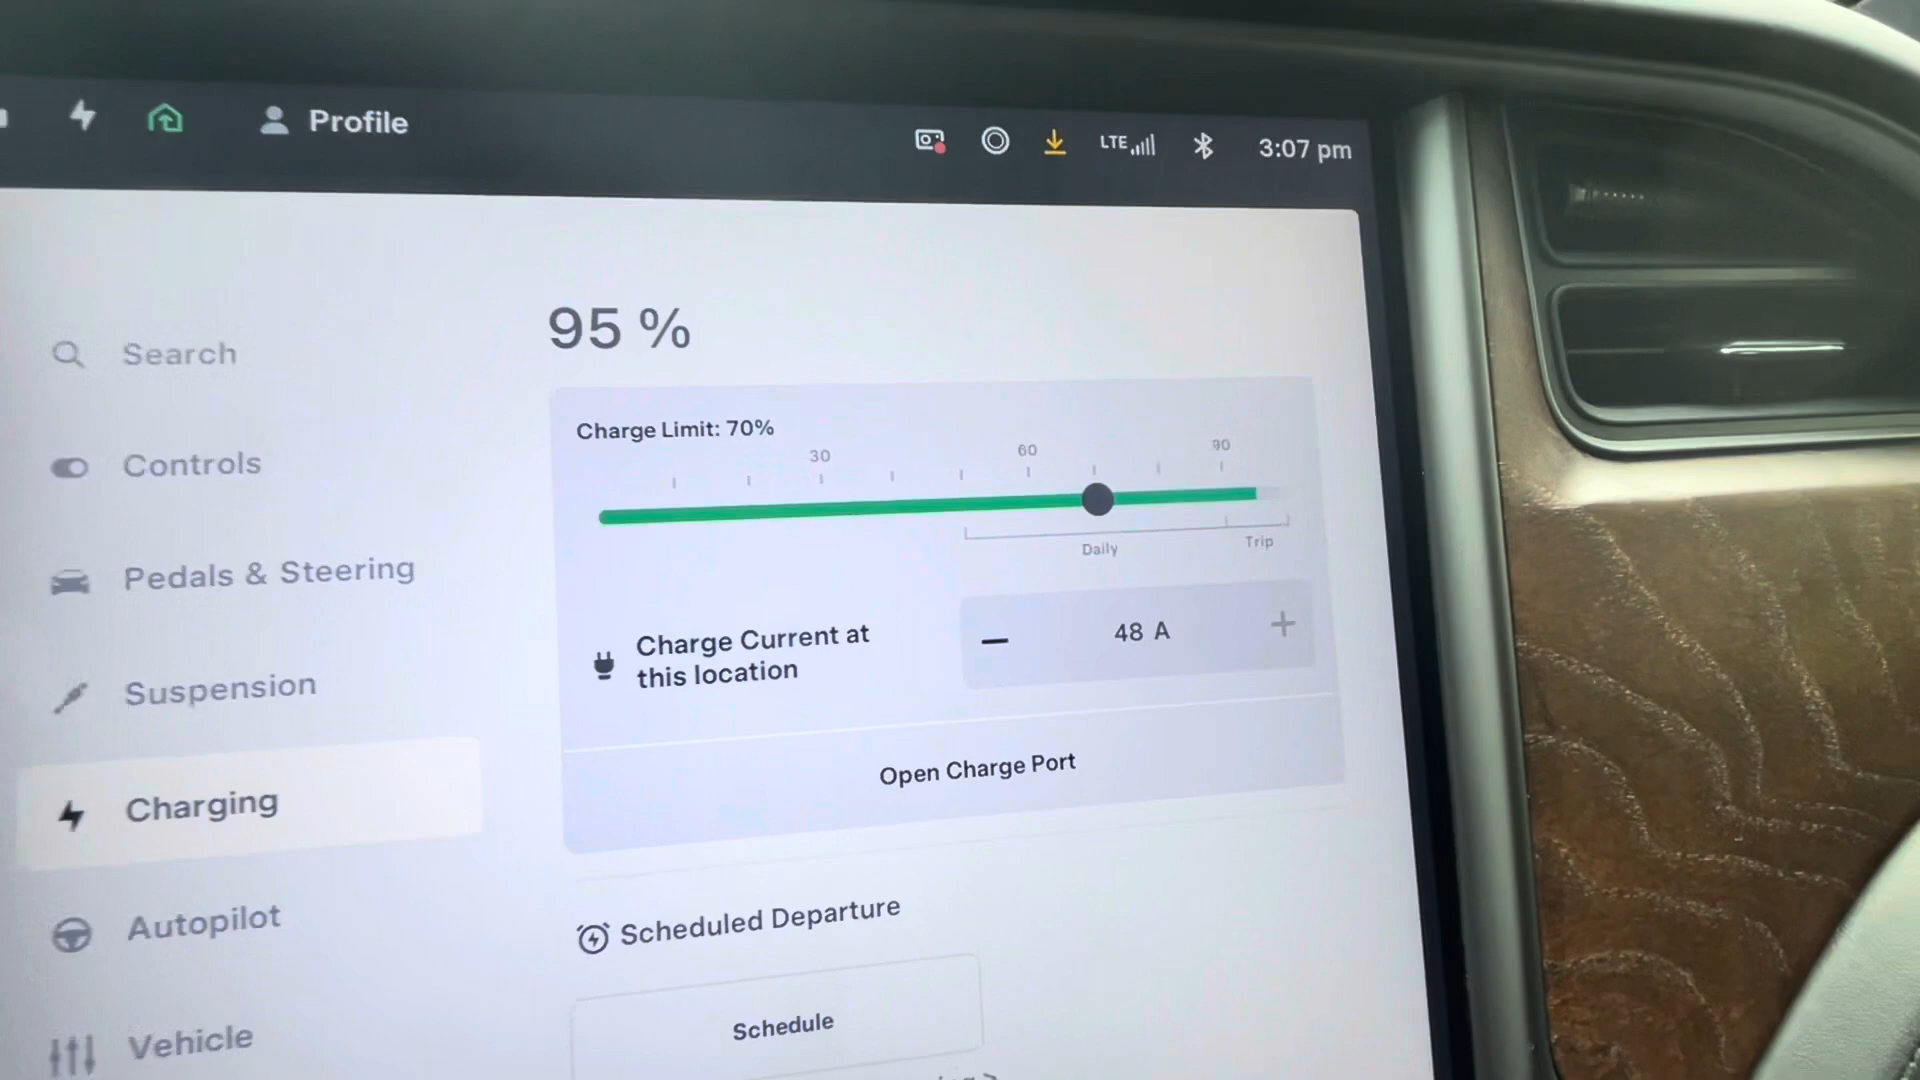 Profile
LTE
3:07 pm
Search
Controls
Pedals & Steering
Suspension
Charging
Autopilot
Vehicle
95 %
Charge Limit: 70%
30
60
90
Daily
Trip
Charge Current at
this location
48 A
Open Charge Port
Scheduled Departure
Schedule